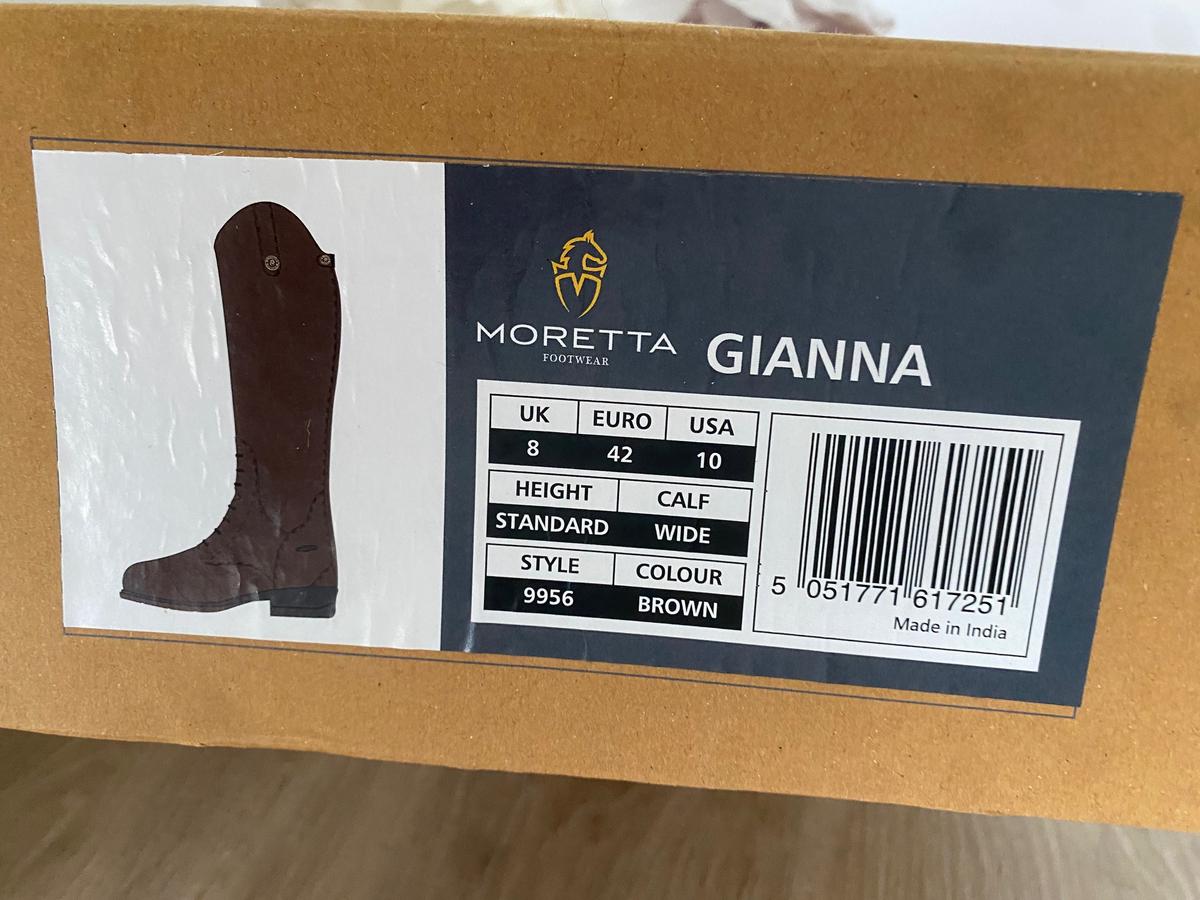 MORETTA
FOOTWEAR
GIANNA
UK EURO USA
8 42 10
HEIGHT CALF
STANDARD WIDE
STYLE COLOUR
9956 BROWN
5 051771 617251
Made in India